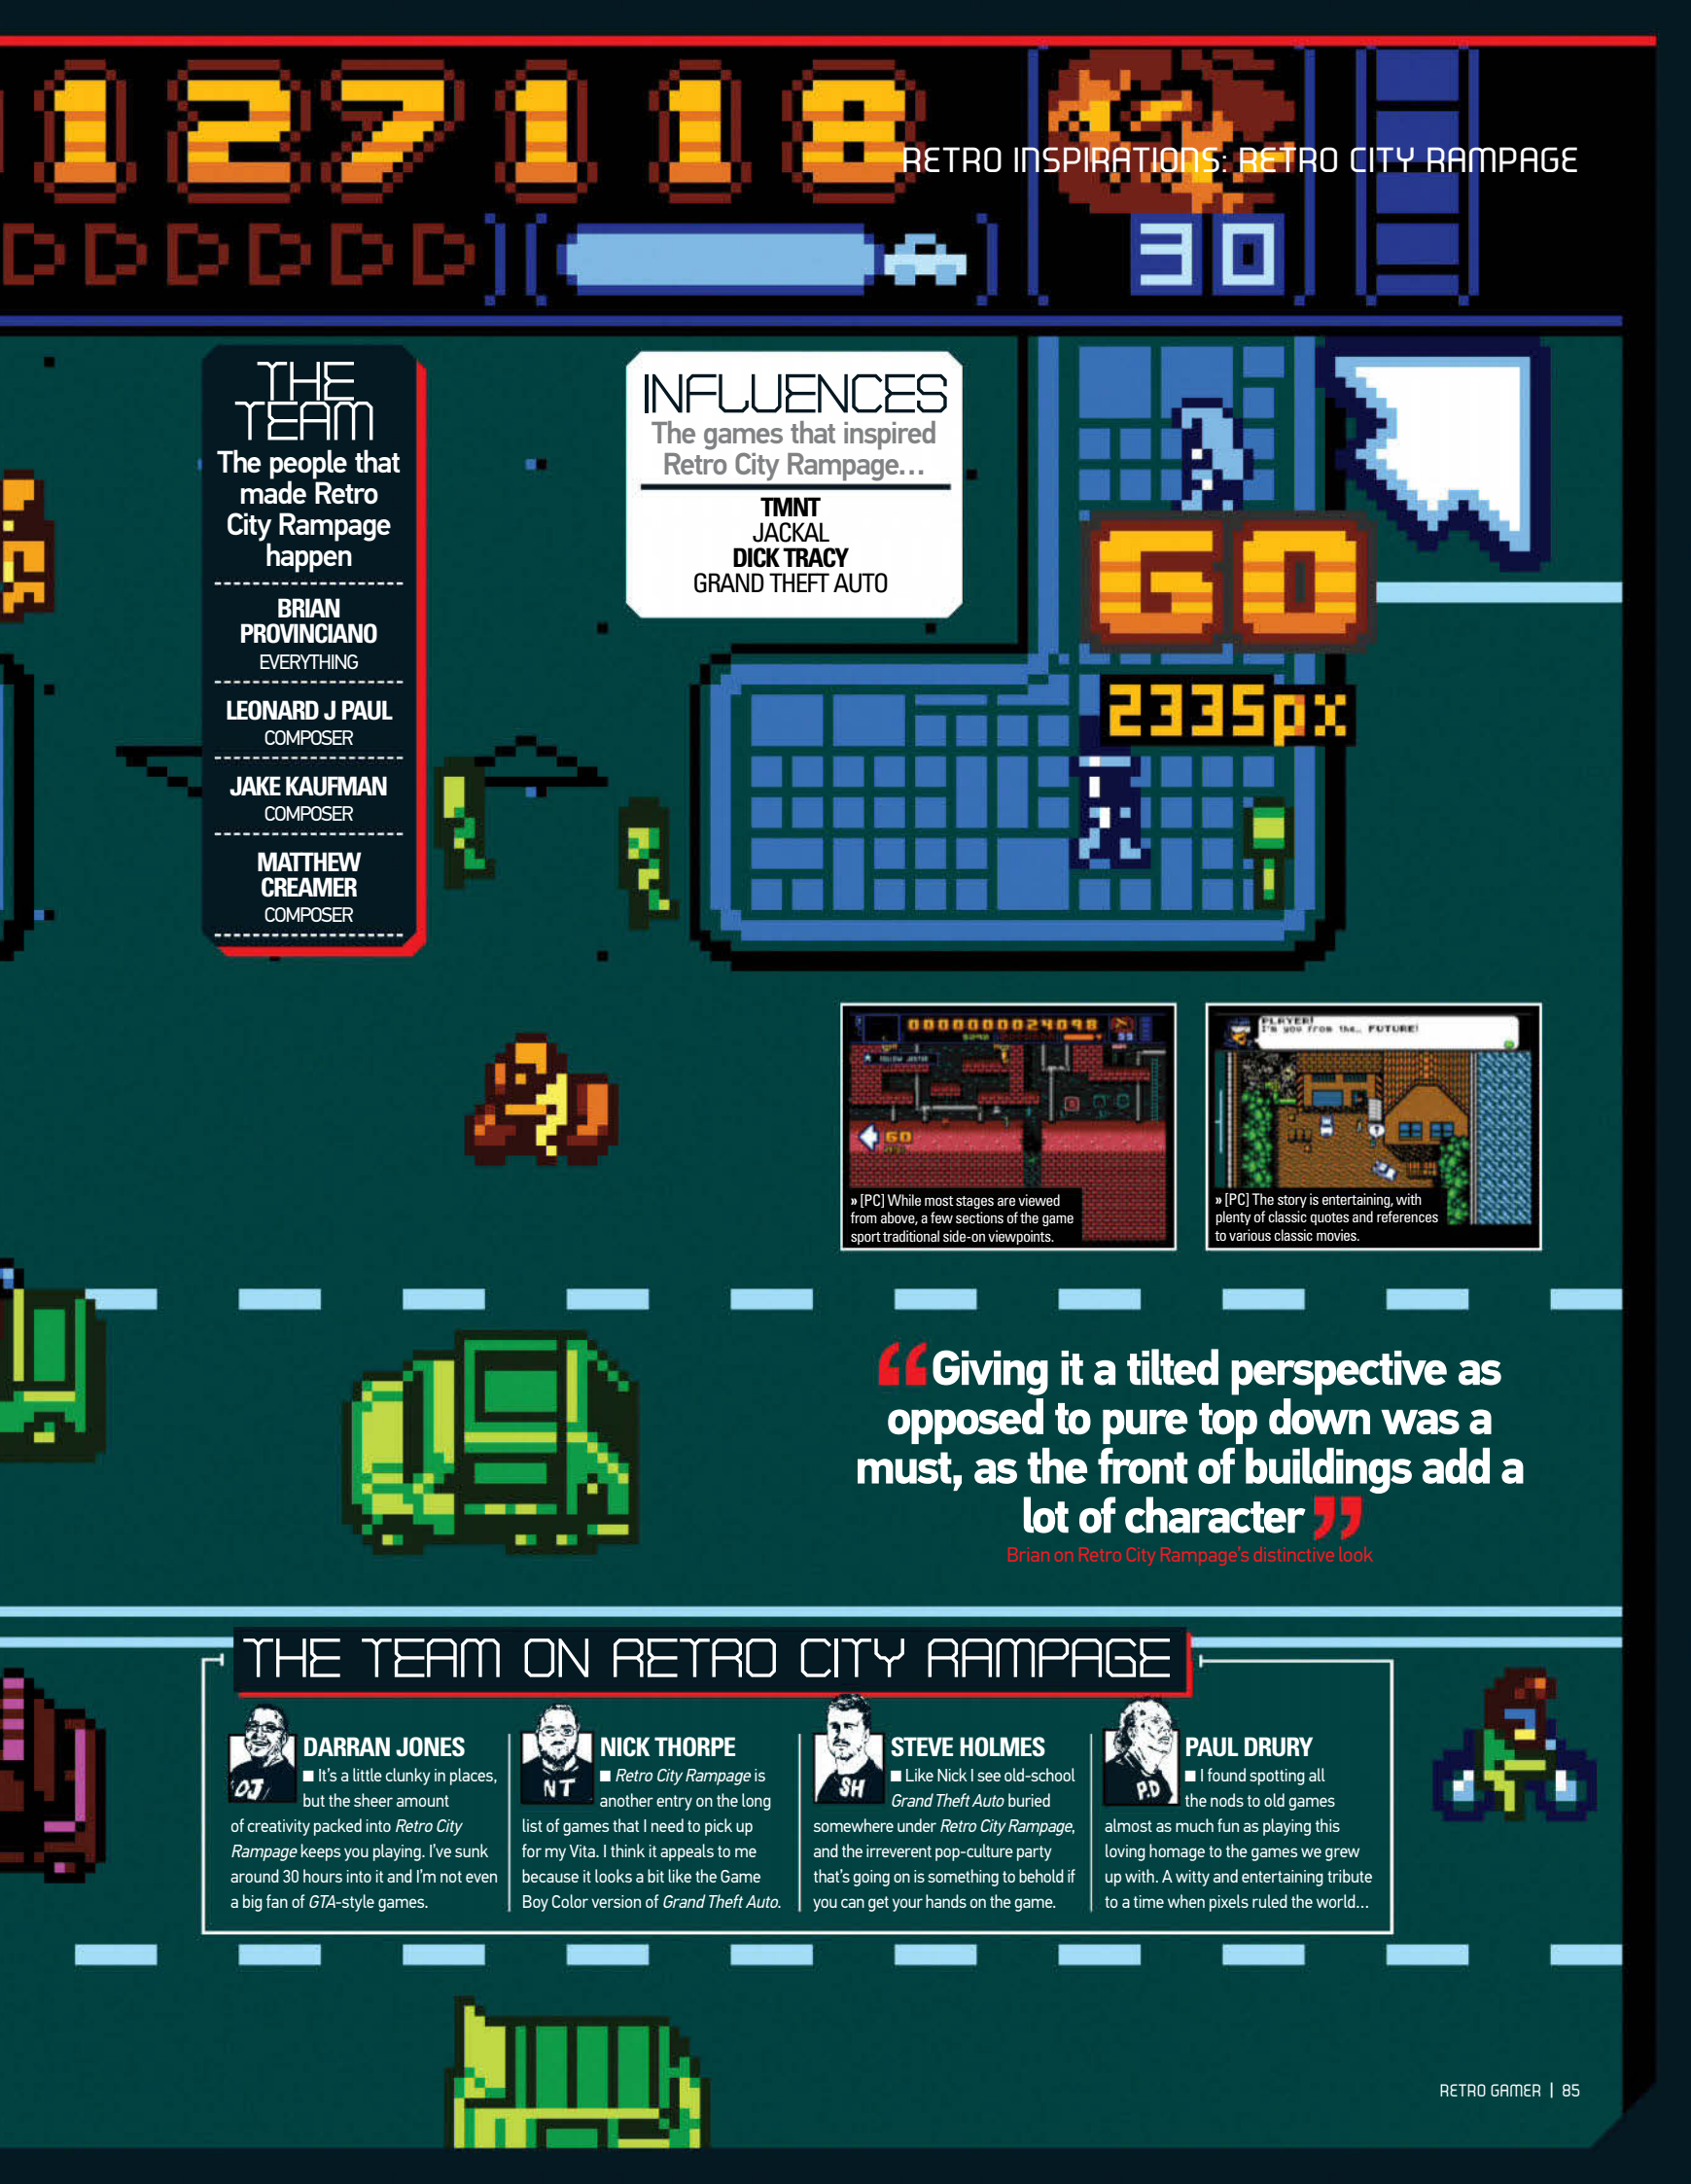 127118
RETRO INSPIRATIONS: RETRO CITY RAMPAGE
30
THE
TEAM
The people that
made Retro
City Rampage
happen
BRIAN
PROVINCIANO
EVERYTHING
LEONARD J PAUL
COMPOSER
JAKE KAUFMAN
COMPOSER
MATTHEW
CREAMER
COMPOSER
INFLUENCES
The games that inspired
Retro City Rampage...
TMNT
JACKAL
DICK TRACY
GRAND THEFT AUTO
GO
2335px
0000000024098
GO
» [PC] While most stages are viewed
from above, a few sections of the game
sport traditional side-on viewpoints.
PLAYER!
I'm you from the... FUTURE!
» [PC] The story is entertaining, with
plenty of classic quotes and references
to various classic movies.
“Giving it a tilted perspective as
opposed to pure top down was a
must, as the front of buildings add a
lot of character”
Brian on Retro City Rampage's distinctive look
THE TEAM ON RETRO CITY RAMPAGE
DJ
DARRAN JONES
■ It's a little clunky in places,
but the sheer amount
of creativity packed into Retro City
Rampage keeps you playing. I've sunk
around 30 hours into it and I'm not even
a big fan of GTA-style games.
NT
NICK THORPE
■ Retro City Rampage is
another entry on the long
list of games that I need to pick up
for my Vita. I think it appeals to me
because it looks a bit like the Game
Boy Color version of Grand Theft Auto.
SH
STEVE HOLMES
■ Like Nick I see old-school
Grand Theft Auto buried
somewhere under Retro City Rampage,
and the irreverent pop-culture party
that's going on is something to behold if
you can get your hands on the game.
P.D
PAUL DRURY
■ I found spotting all
the nods to old games
almost as much fun as playing this
loving homage to the games we grew
up with. A witty and entertaining tribute
to a time when pixels ruled the world...
RETRO GAMER | 85